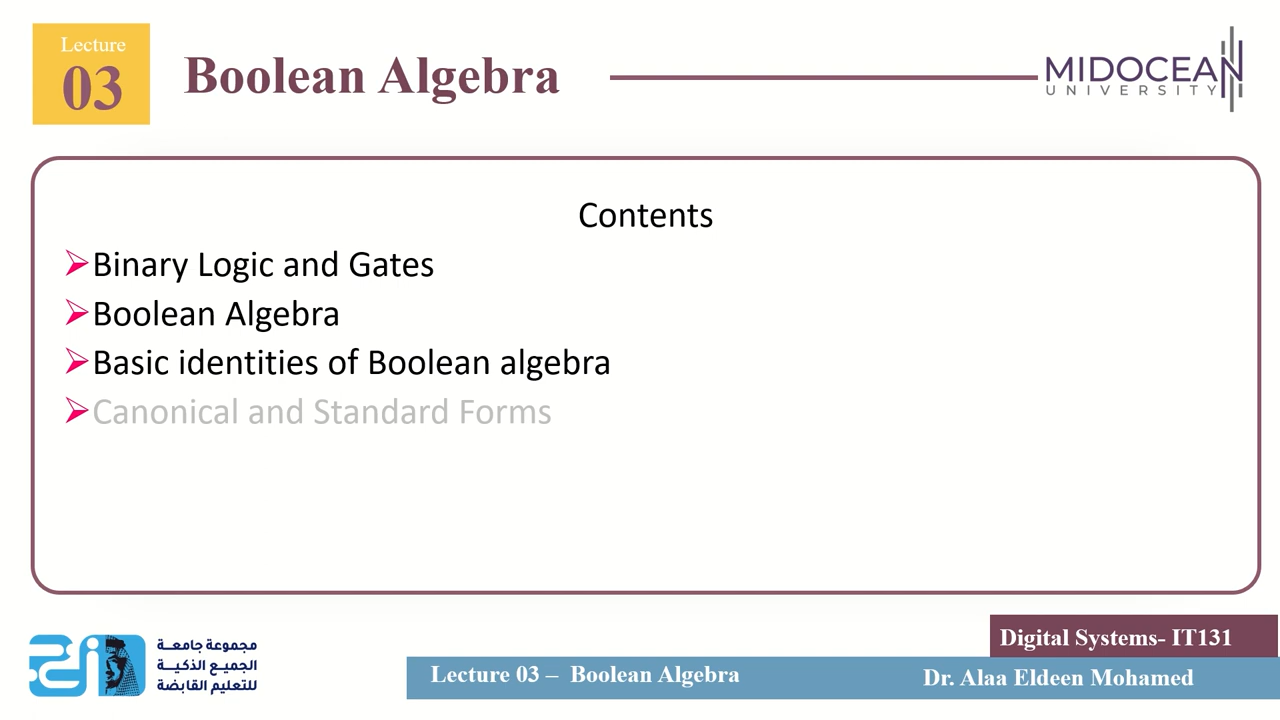 Lecture
03
Boolean Algebra
MIDOCEAN
UNIVERSITY
Contents
Binary Logic and Gates
Boolean Algebra
Basic identities of Boolean algebra
Canonical and Standard Forms
مجموعة جامعة
الجميع الذكية
للتعليم القابضة
Digital Systems- IT131
Lecture 03 – Boolean Algebra
Dr. Alaa Eldeen Mohamed